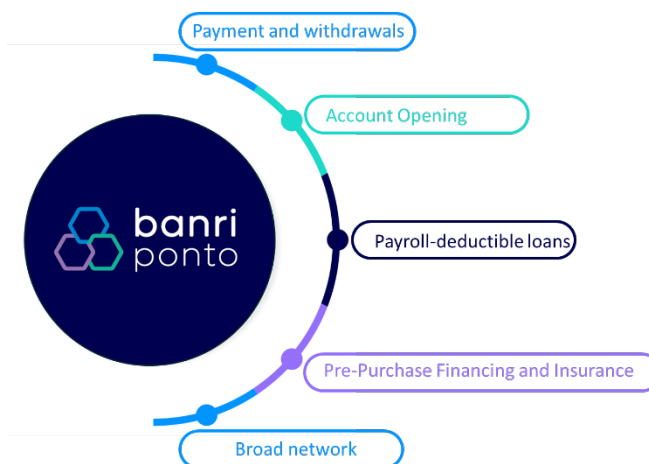 Payment and withdrawals
Account Opening
banri
ponto
Payroll-deductible loans
Pre-Purchase Financing and Insurance
Broad network